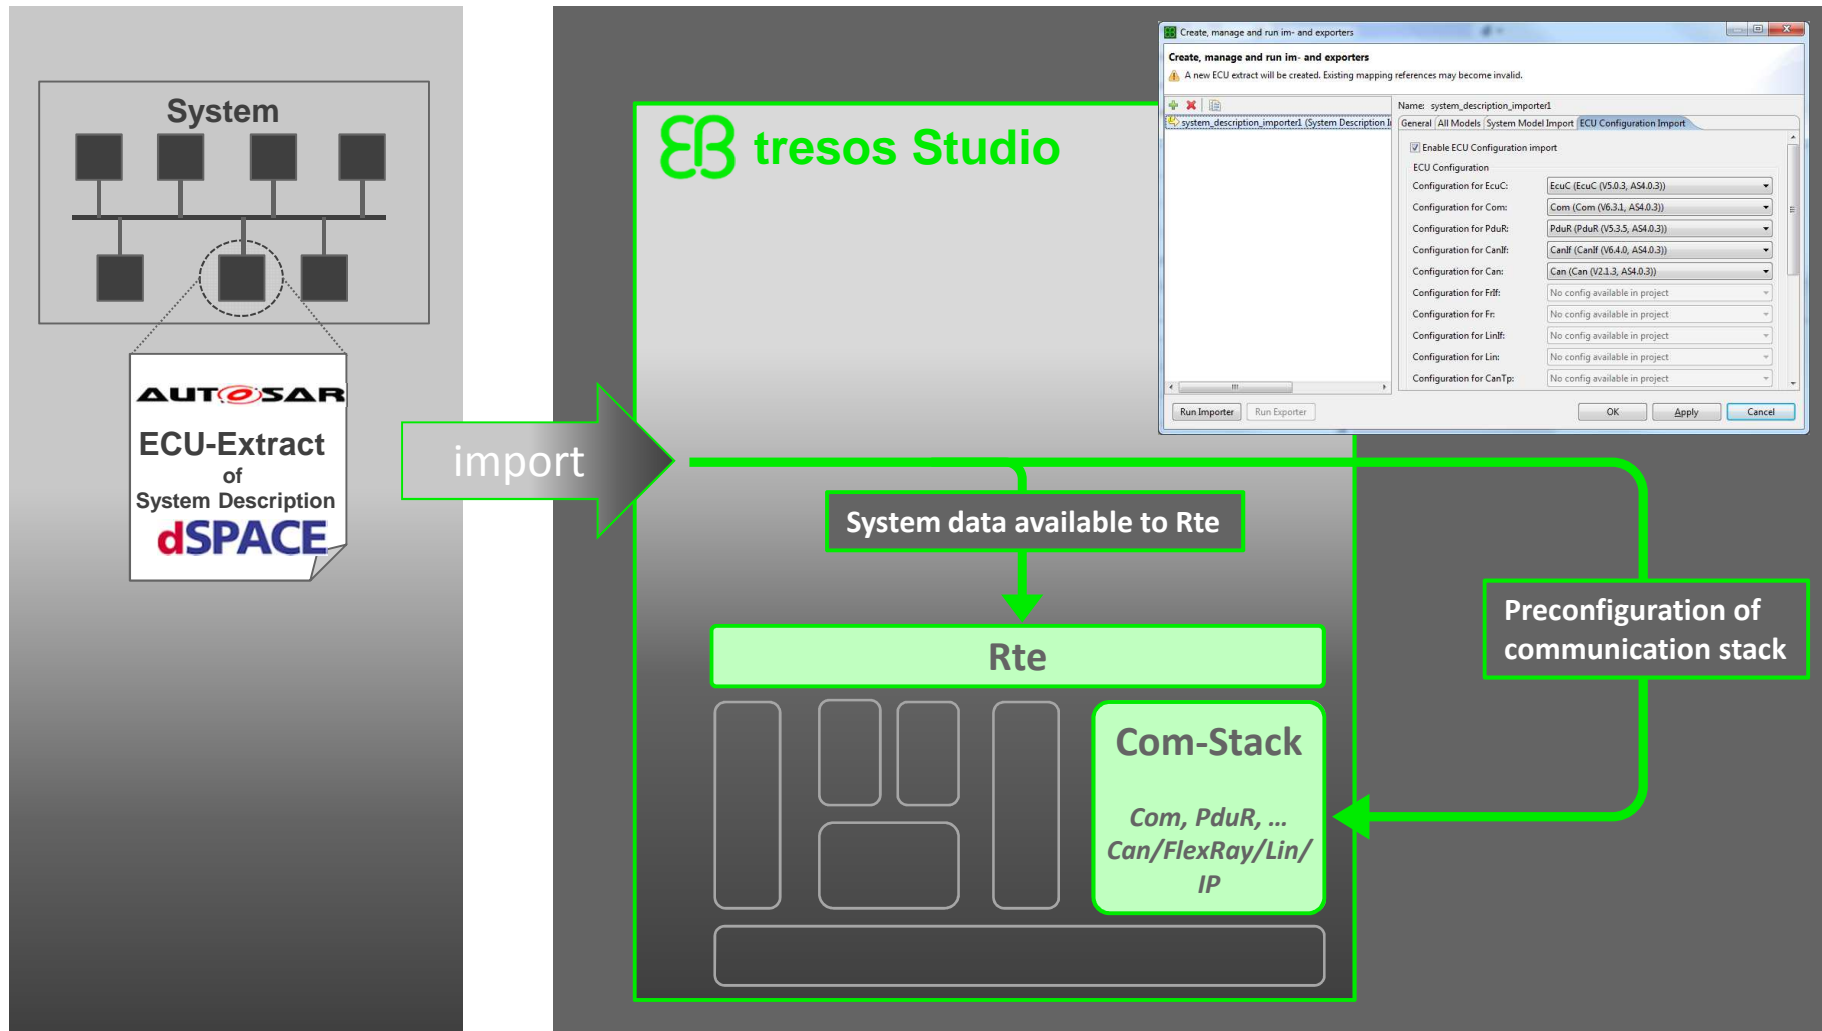 System
AUTOSAR
ECU-Extract
of
System Description
dSPACE
import
EB tresos Studio
Create, manage and run im- and exporters
Create, manage and run im- and exporters
A new ECU extract will be created. Existing mapping references may become invalid.
system_description_importer1 (System Description I
Name: system_description_importer1
General All Models System Model Import ECU Configuration Import
Enable ECU Configuration import
ECU Configuration
Configuration for EcuC: EcuC (EcuC (V5.0.3, AS4.0.3))
Configuration for Com: Com (Com (V6.3.1, AS4.0.3))
Configuration for PduR: PduR (PduR (V5.3.5, AS4.0.3))
Configuration for CanIf: CanIf (CanIf (V6.4.0, AS4.0.3))
Configuration for Can: Can (Can (V2.1.3, AS4.0.3))
Configuration for FrIf: No config available in project
Configuration for Fr: No config available in project
Configuration for LinIf: No config available in project
Configuration for Lin: No config available in project
Configuration for CanTp: No config available in project
Run Importer Run Exporter OK Apply Cancel
System data available to Rte
Preconfiguration of
communication stack
Rte
Com-Stack
Com, PduR, ...
Can/FlexRay/Lin/
IP